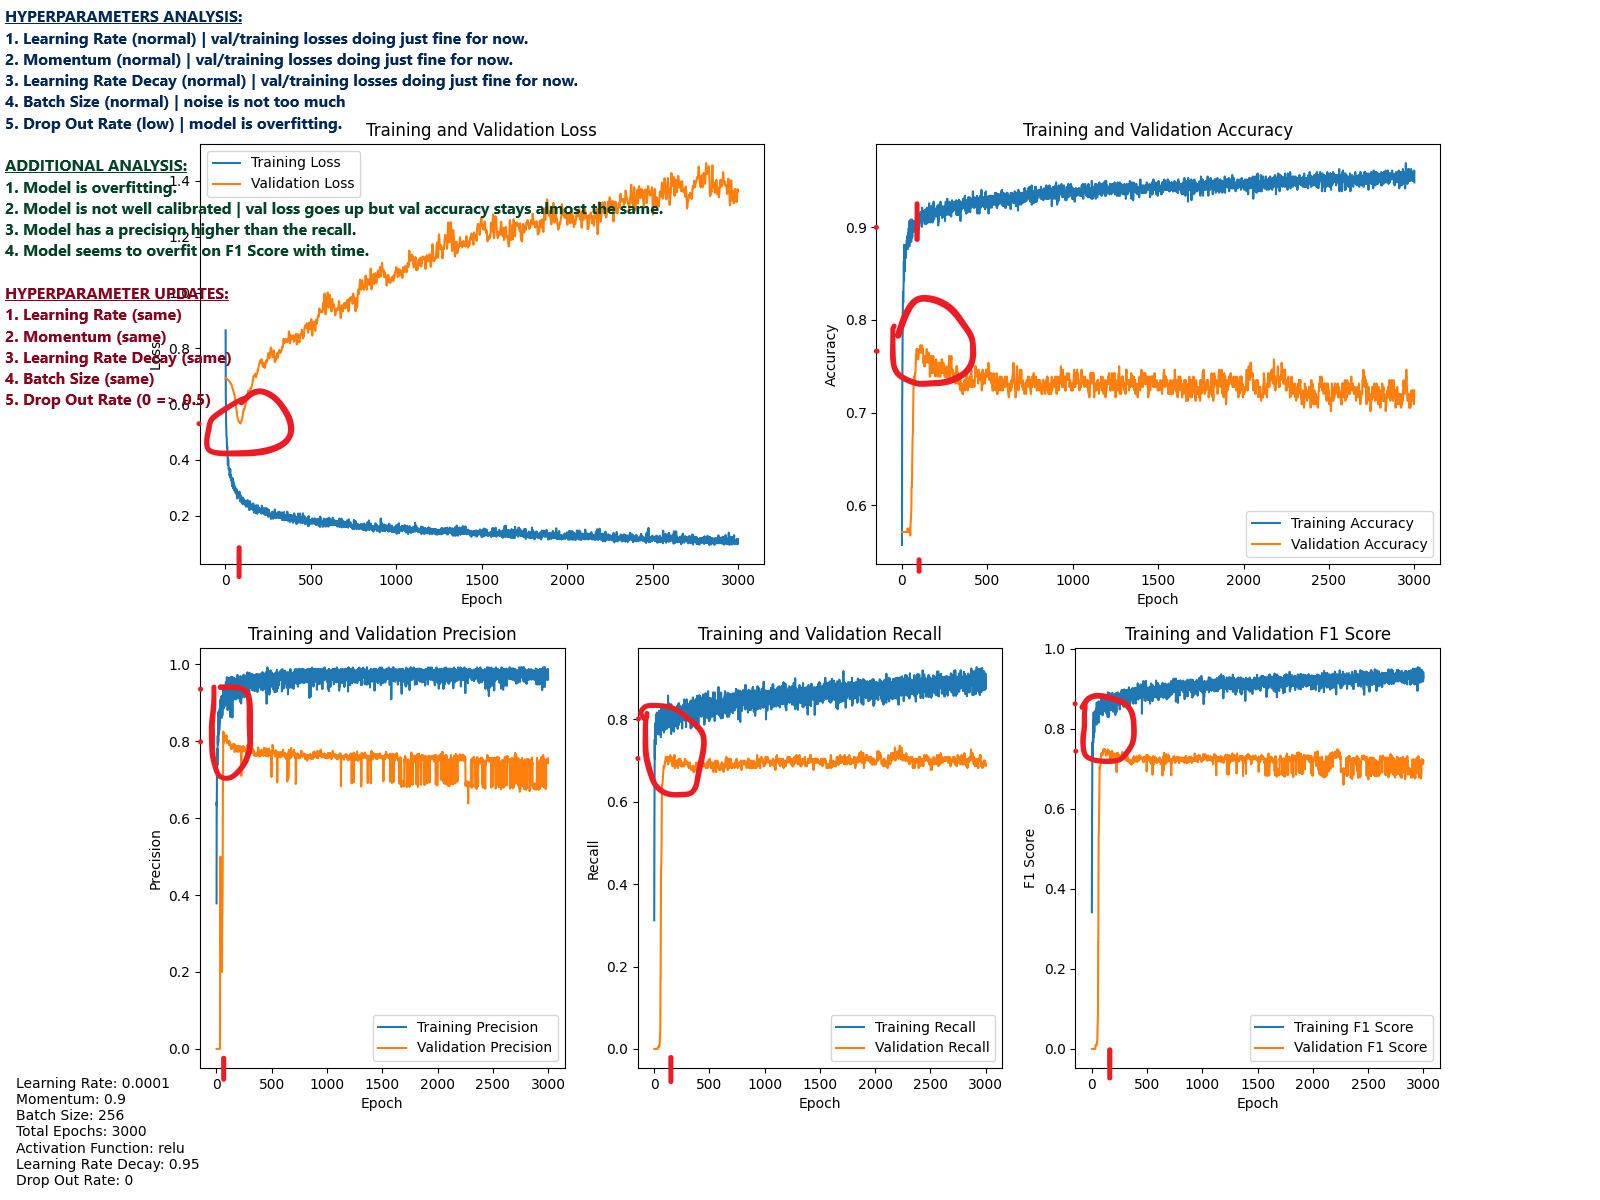 HYPERPARAMETERS ANALYSIS:
1. Learning Rate (normal) | val/training losses doing just fine for now.
2. Momentum (normal) | val/training losses doing just fine for now.
3. Learning Rate Decay (normal) | val/training losses doing just fine for now.
4. Batch Size (normal) | noise is not too much
5. Drop Out Rate (low) | model is overfitting.
ADDITIONAL ANALYSIS:
1. Model is overfitting.
2. Model is not well calibrated | val loss goes up but val accuracy stays almost the same.
3. Model has a precision higher than the recall.
4. Model seems to overfit on F1 Score with time.
HYPERPARAMETER UPDATES:
1. Learning Rate (same)
2. Momentum (same)
3. Learning Rate Decay (same)
4. Batch Size (same)
5. Drop Out Rate (0 => 0.5)
Training and Validation Loss
Training Loss
Validation Loss
1.4
1.2
1.0
0.8
0.6
0.4
0.2
Loss
0 500 1000 1500 2000 2500 3000
Epoch
Training and Validation Accuracy
0.9
0.8
0.7
0.6
Accuracy
Training Accuracy
Validation Accuracy
0 500 1000 1500 2000 2500 3000
Epoch
Training and Validation Precision
1.0
0.8
0.6
0.4
0.2
0.0
Precision
Training Precision
Validation Precision
0 500 1000 1500 2000 2500 3000
Epoch
Training and Validation Recall
0.8
0.6
0.4
0.2
0.0
Recall
Training Recall
Validation Recall
0 500 1000 1500 2000 2500 3000
Epoch
Training and Validation F1 Score
1.0
0.8
0.6
0.4
0.2
0.0
F1 Score
Training F1 Score
Validation F1 Score
0 500 1000 1500 2000 2500 3000
Epoch
Learning Rate: 0.0001
Momentum: 0.9
Batch Size: 256
Total Epochs: 3000
Activation Function: relu
Learning Rate Decay: 0.95
Drop Out Rate: 0